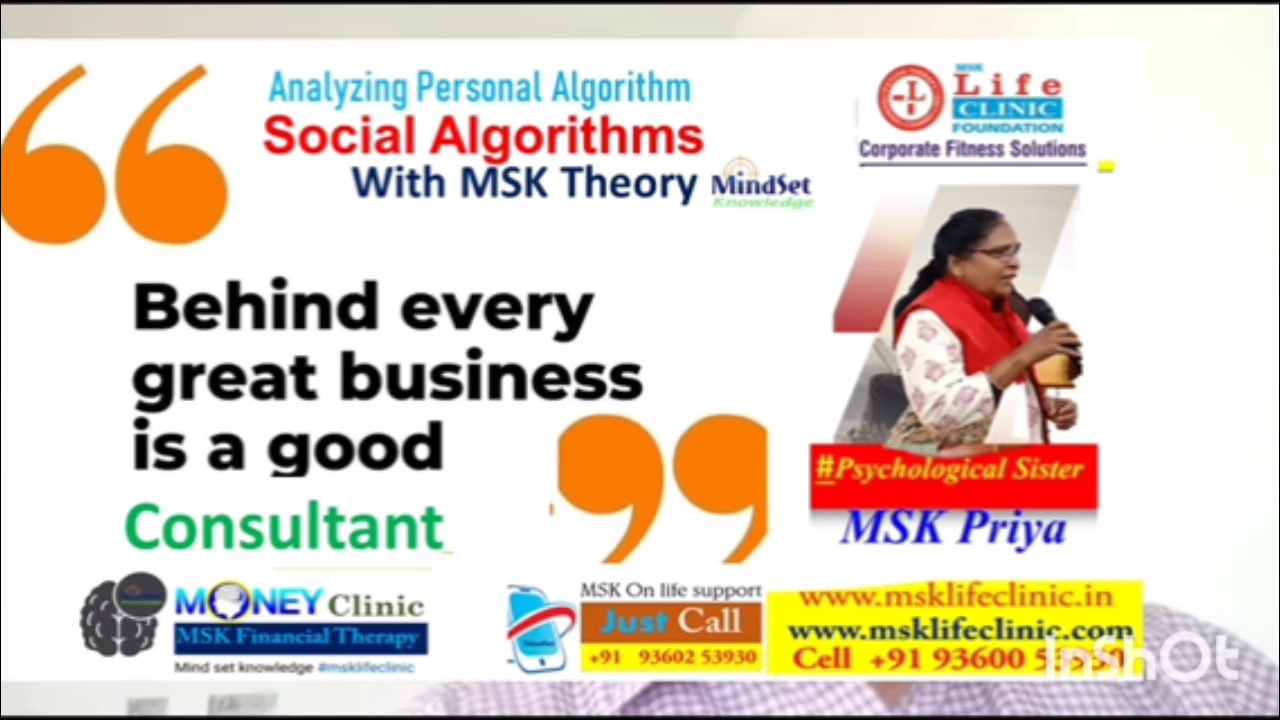 Analyzing Personal Algorithm
Social Algorithms
With MSK Theory
MindSet
Knowledge
MSK
Life
CLINIC
FOUNDATION
Corporate Fitness Solutions
Behind every
great business
is a good
Consultant
#Psychological Sister
MSK Priya
MONEY Clinic
MSK Financial Therapy
Mind set knowledge #msklifeclinic
MSK On life support
Just Call
+91 93602 53930
www.msklifeclinic.in
www.msklifeclinic.com
Cell +91 93600
InShOt